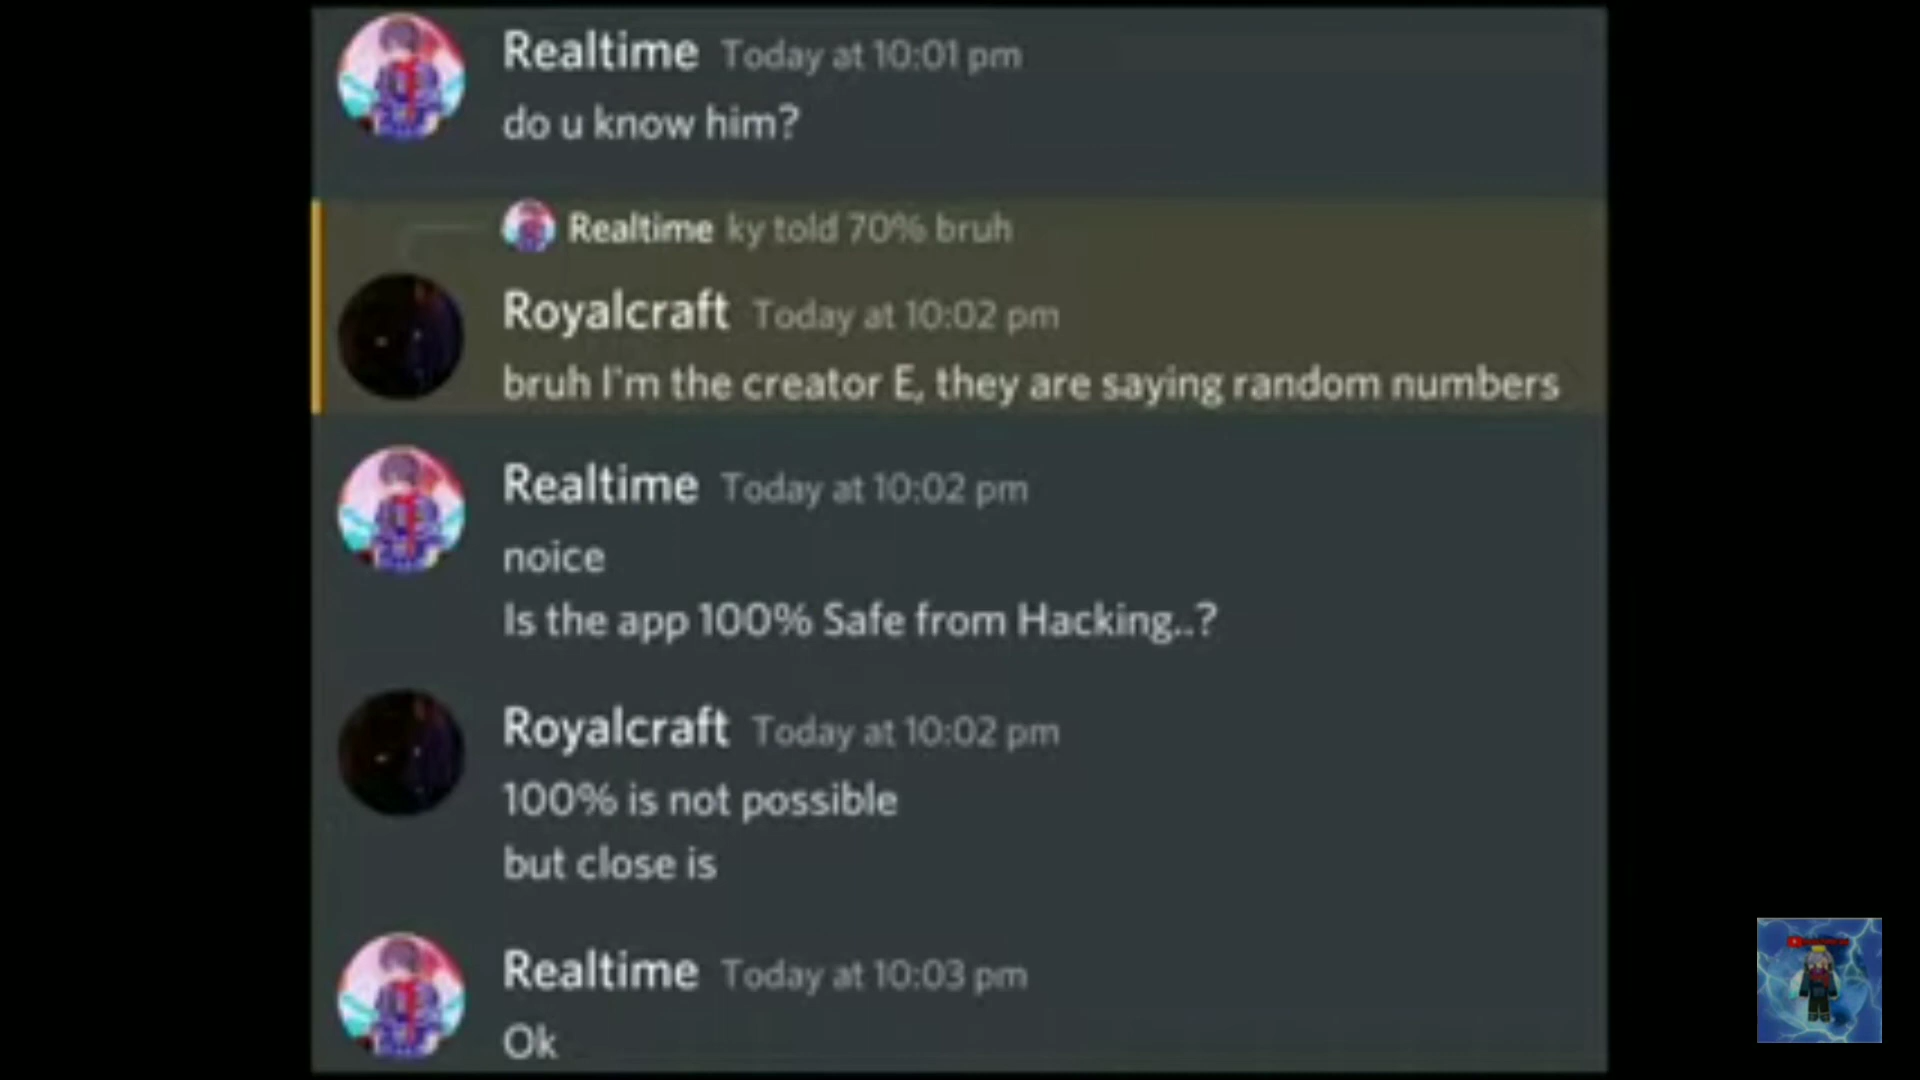 Realtime Today at 10:01 pm
do u know him?
Realtime ky told 70% bruh
Royalcraft Today at 10:02 pm
bruh I'm the creator E, they are saying random numbers
Realtime Today at 10:02 pm
noice
Is the app 100% Safe from Hacking..?
Royalcraft Today at 10:02 pm
100% is not possible
but close is
Realtime Today at 10:03 pm
Ok